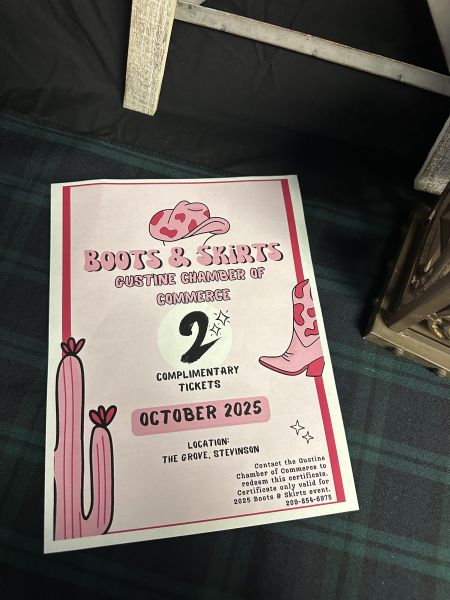 BOOTS & SKIRTS
GUSTINE CHAMBER OF
COMMERCE
2
COMPLIMENTARY
TICKETS
OCTOBER 2025
LOCATION:
THE GROVE, STEVINSON
Contact the Gustine
Chamber of Commerce to
redeem this certificate.
Certificate only valid for
2025 Boots & Skirts event.
209-854-6975